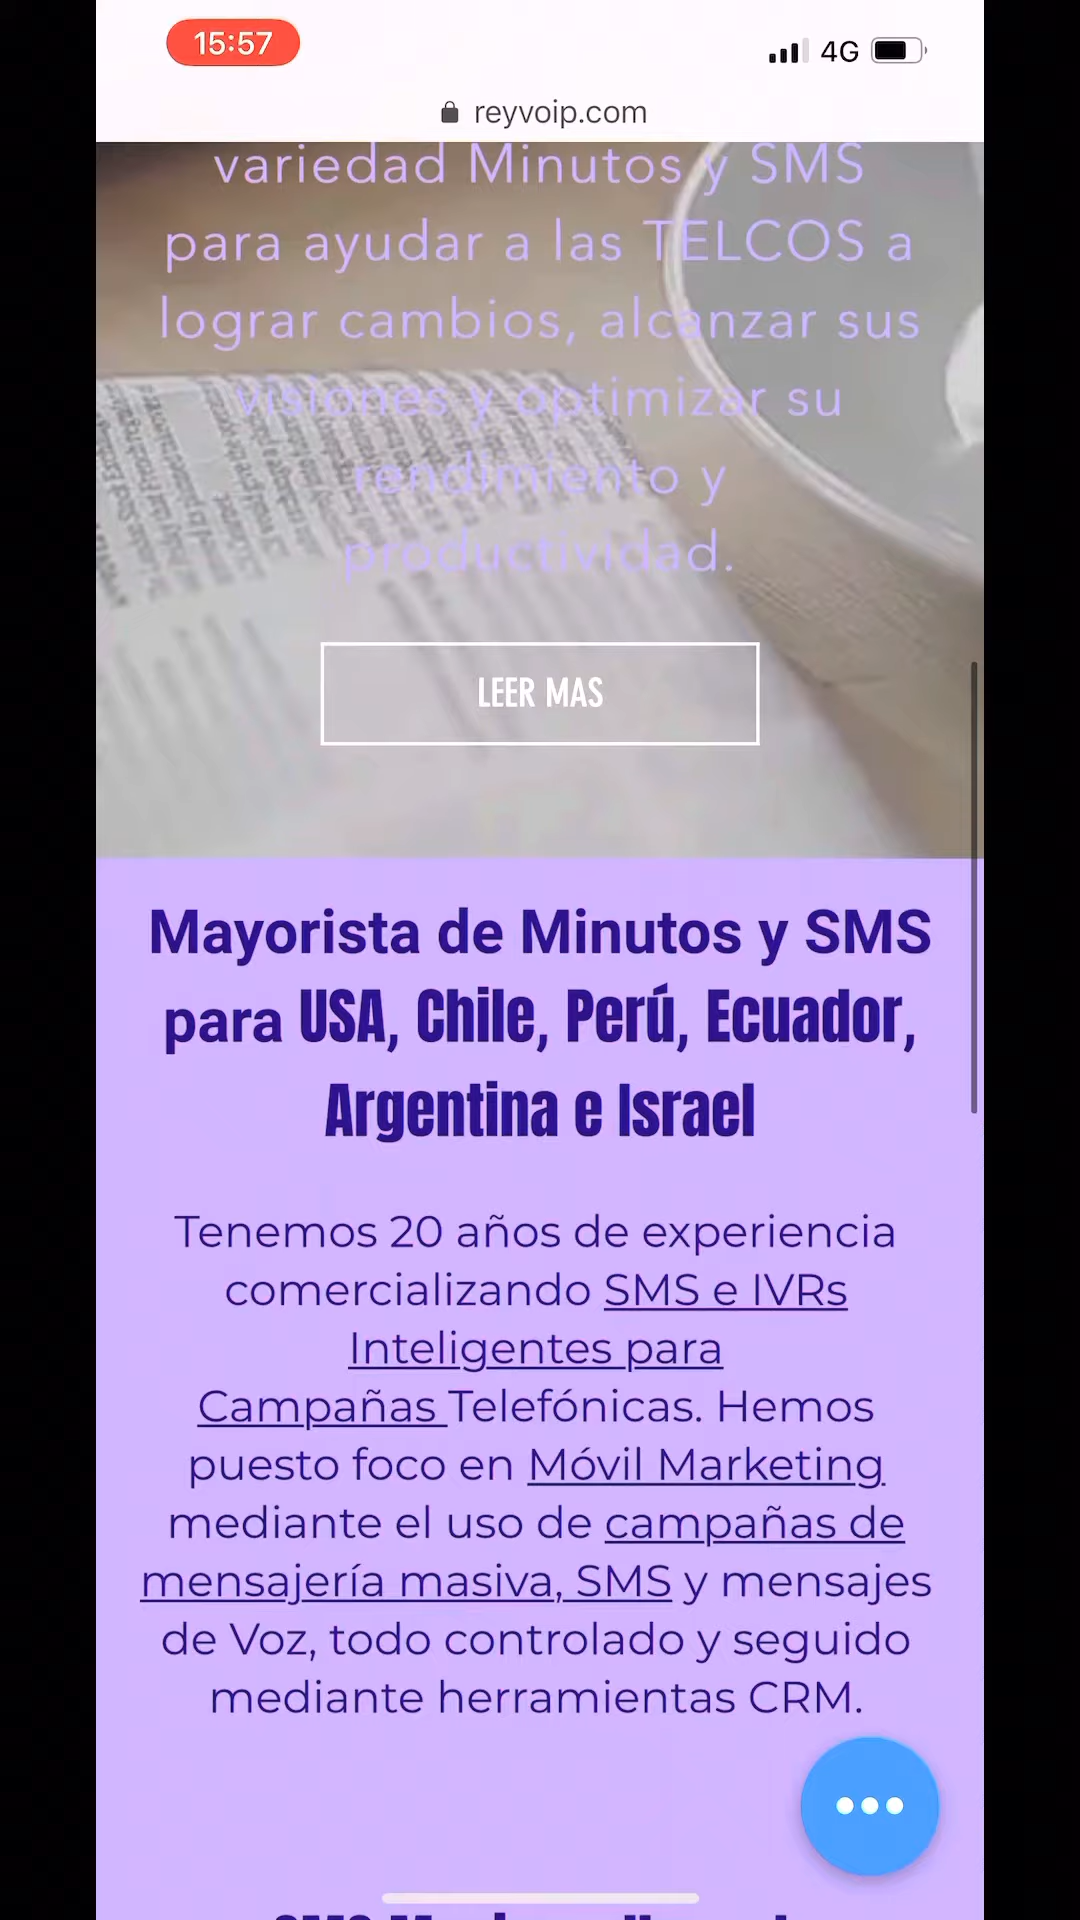 15:57
4G
reyvoip.com
variedad Minutos y SMS
para ayudar a las TELCOS a
lograr cambios, alcanzar sus
visiones y optimizar su
rendimiento y
productividad.
LEER MAS
Mayorista de Minutos y SMS
para USA, Chile, Perú, Ecuador,
Argentina e Israel
Tenemos 20 años de experiencia
comercializando SMS e IVRs
Inteligentes para
Campañas Telefónicas. Hemos
puesto foco en Móvil Marketing
mediante el uso de campañas de
mensajería masiva, SMS y mensajes
de Voz, todo controlado y seguido
mediante herramientas CRM.